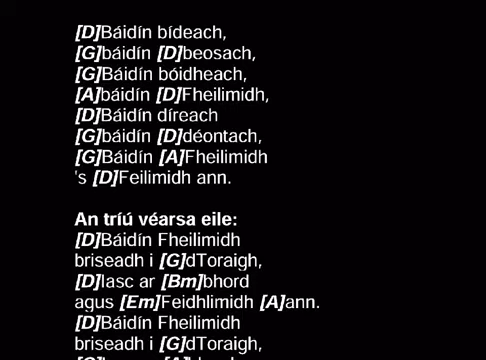 [D]Báidín bídeach,
[G]báidín [D]beosach,
[G]Báidín bóidheach,
[A]báidín [D]Fheilimidh,
[D]Báidín díreach
[G]báidín [D]déontach,
[G]Báidín [A]Fheilimidh
's [D]Feilimidh ann.
An tríú véarsa eile:
[D]Báidín Fheilimidh
briseadh i [G]dToraigh,
[D]Iasc ar [Bm]bhord
agus [Em]Feidhlimidh [A]ann.
[D]Báidín Fheilimidh
briseadh i [G]dToraigh,